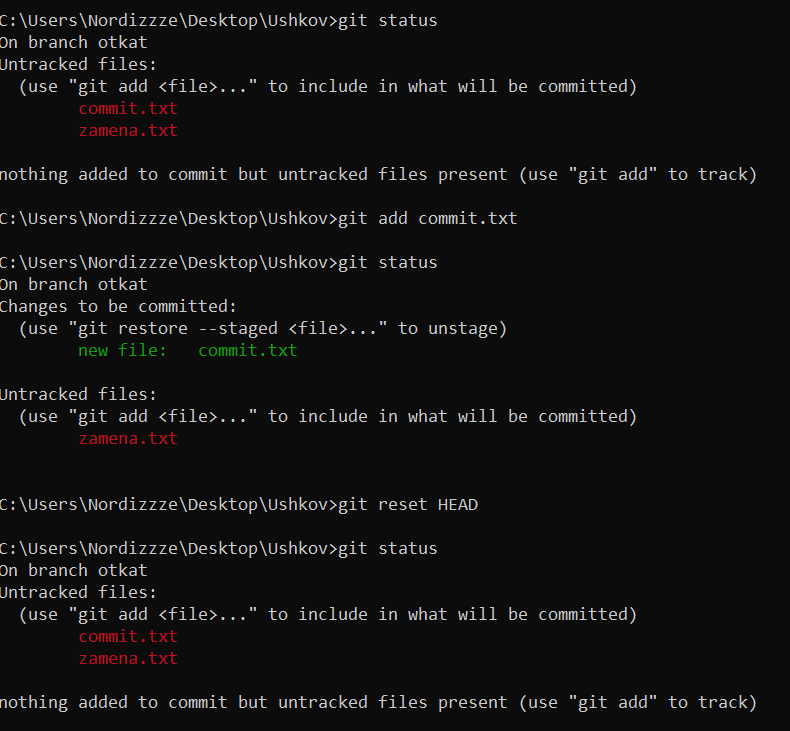 C:\Users\Nordizzze\Desktop\Ushkov>git status
On branch otkat
Untracked files:
  (use "git add <file>..." to include in what will be committed)
        commit.txt
        zamena.txt

nothing added to commit but untracked files present (use "git add" to track)

C:\Users\Nordizzze\Desktop\Ushkov>git add commit.txt

C:\Users\Nordizzze\Desktop\Ushkov>git status
On branch otkat
Changes to be committed:
  (use "git restore --staged <file>..." to unstage)
        new file:   commit.txt

Untracked files:
  (use "git add <file>..." to include in what will be committed)
        zamena.txt


C:\Users\Nordizzze\Desktop\Ushkov>git reset HEAD

C:\Users\Nordizzze\Desktop\Ushkov>git status
On branch otkat
Untracked files:
  (use "git add <file>..." to include in what will be committed)
        commit.txt
        zamena.txt

nothing added to commit but untracked files present (use "git add" to track)